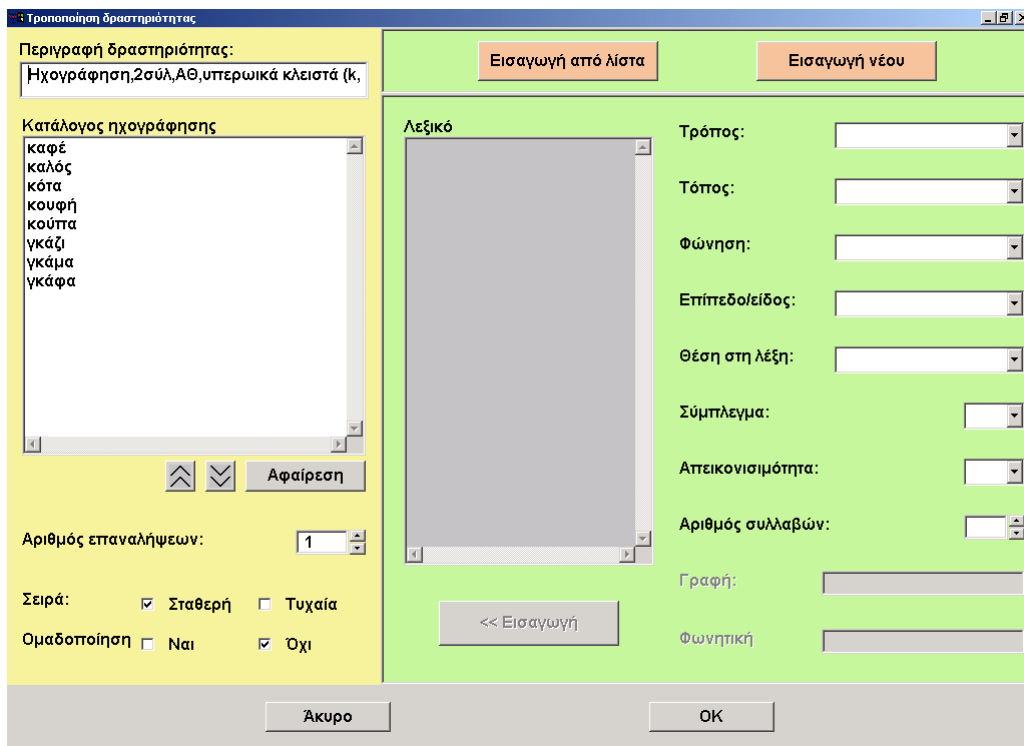 Τροποποίηση δραστηριότητας
Περιγραφή δραστηριότητας:
Ηχογράφηση,2σύλ,ΑΘ,υπερωικά κλειστά (k,
Κατάλογος ηχογράφησης
καφέ
καλός
κότα
κουφή
κούπα
γκάζι
γκάμα
γκάφα
Αφαίρεση
Αριθμός επαναλήψεων: 1
Σειρά: Σταθερή Τυχαία
Ομαδοποίηση Ναι Όχι
Εισαγωγή από λίστα Εισαγωγή νέου
Λεξικό
<< Εισαγωγή
Τρόπος:
Τόπος:
Φώνηση:
Επίπεδο/είδος:
Θέση στη λέξη:
Σύμπλεγμα:
Απεικονισιμότητα:
Αριθμός συλλαβών:
Γραφή:
Φωνητική
Άκυρο OK